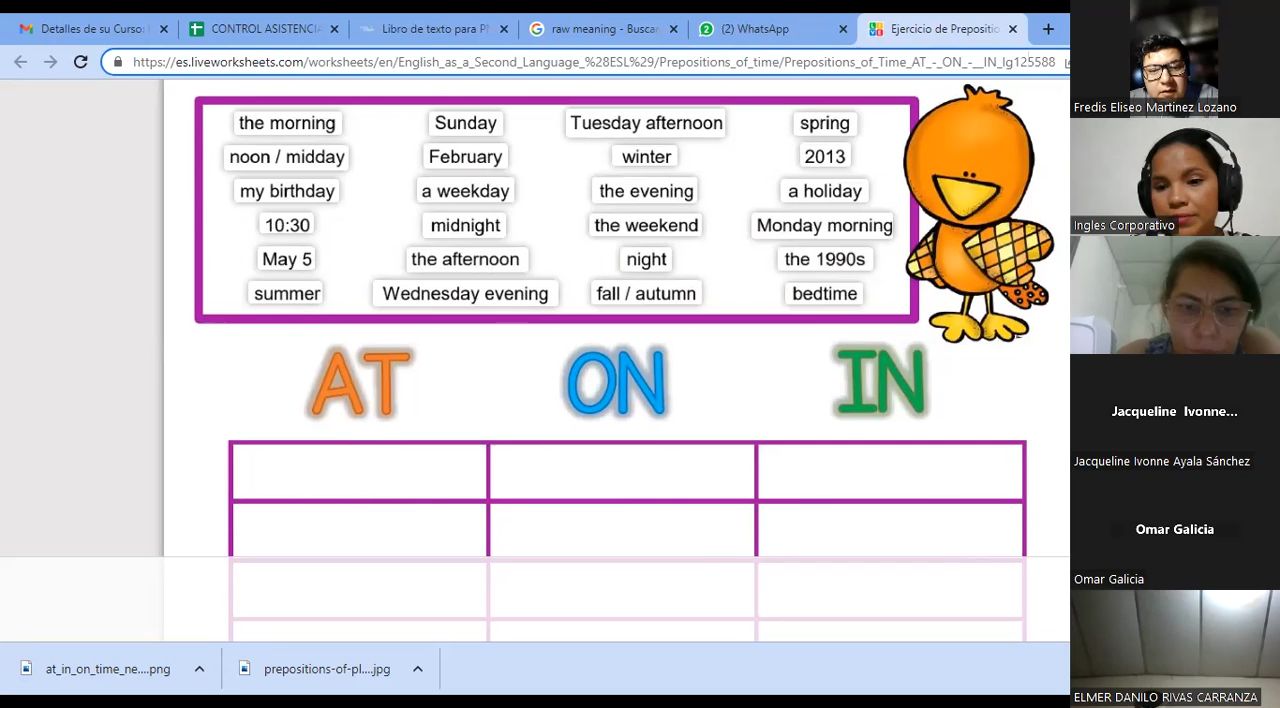 Detalles de su Curso:
CONTROL ASISTENCIA
Libro de texto para P
raw meaning - Busca
(2) WhatsApp
Ejercicio de Prepositio
https://es.liveworksheets.com/worksheets/en/English_as_a_Second_Language_%28ESL%29/Prepositions_of_time/Prepositions_of_Time_AT_-_ON_-__IN_lg125588
the morning Sunday Tuesday afternoon spring
noon / midday February winter 2013
my birthday a weekday the evening a holiday
10:30 midnight the weekend Monday morning
May 5 the afternoon night the 1990s
summer Wednesday evening fall / autumn bedtime
AT ON IN
at_in_on_time_ne....png
prepositions-of-pl....jpg
Fredis Eliseo Martinez Lozano
Ingles Corporativo
Jacqueline Ivonne...
Jacqueline Ivonne Ayala Sánchez
Omar Galicia
Omar Galicia
ELMER DANILO RIVAS CARRANZA